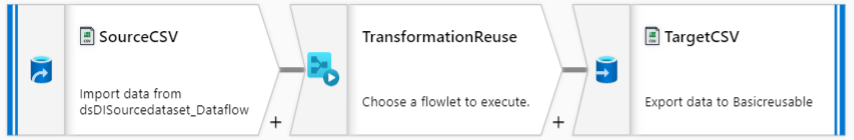 SourceCSV
Import data from
dsDISourcedataset_Dataflow
+
TransformationReuse
Choose a flowlet to execute.
+
TargetCSV
Export data to Basicreusable